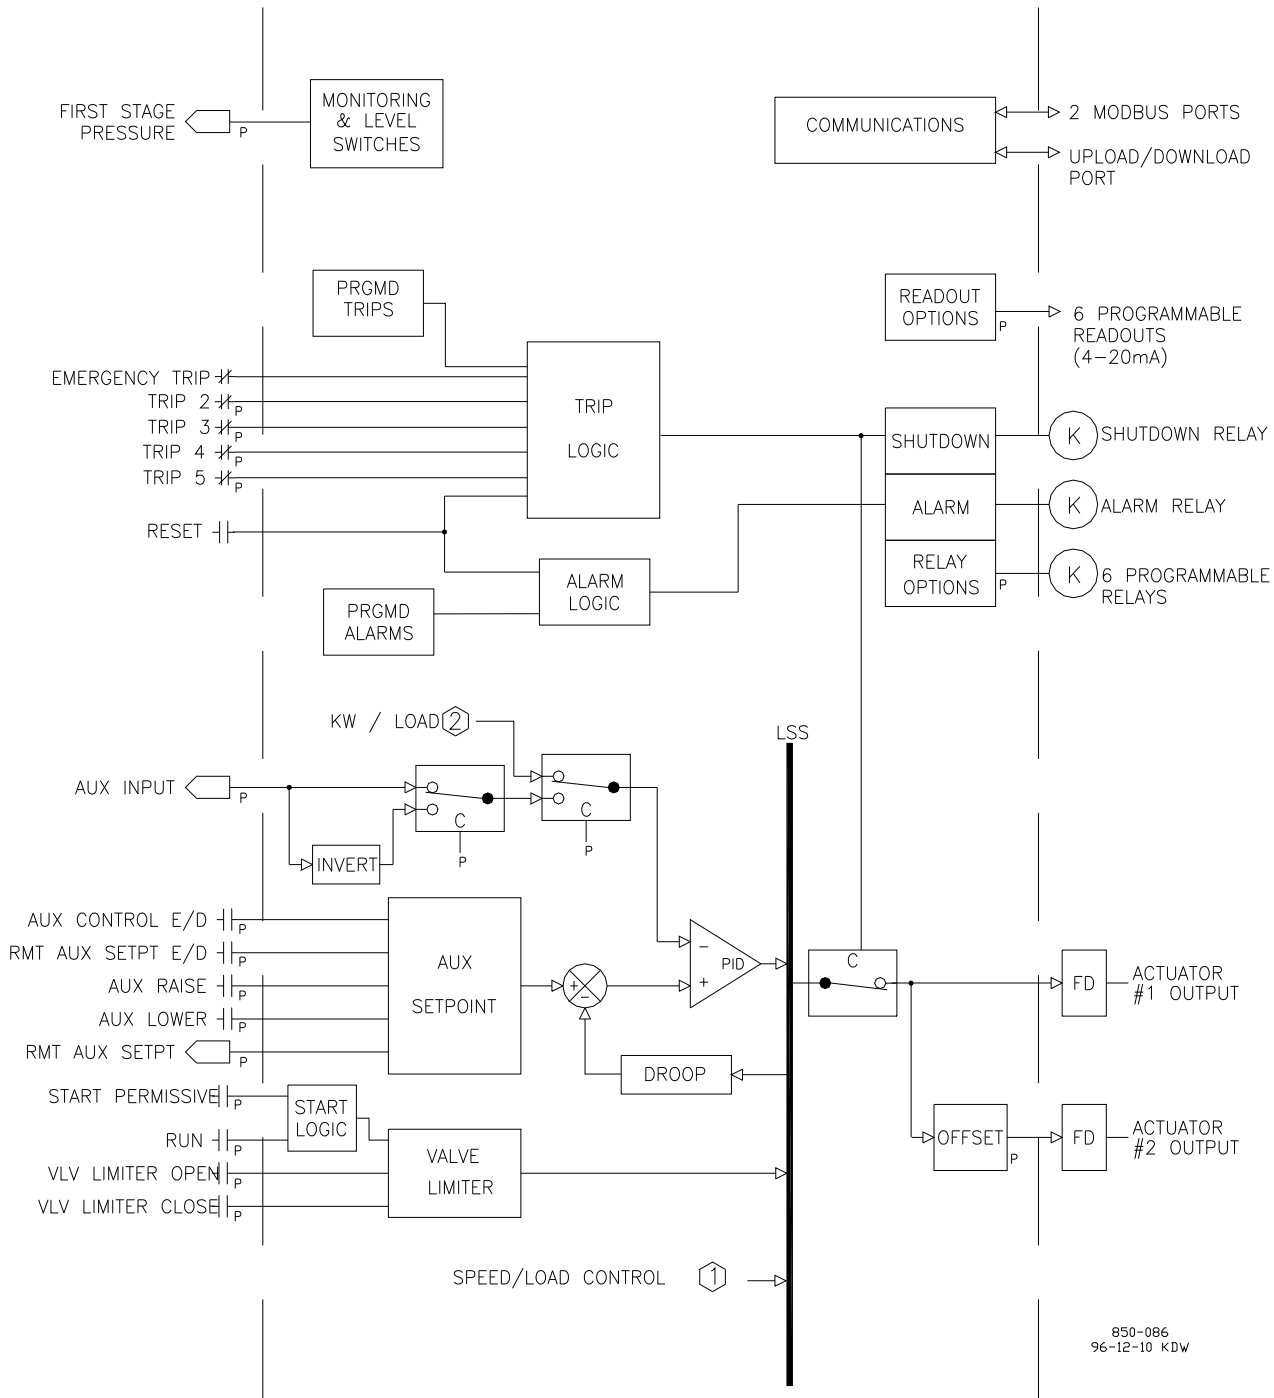 FIRST STAGE
PRESSURE
P
MONITORING
& LEVEL
SWITCHES
COMMUNICATIONS
2 MODBUS PORTS
UPLOAD/DOWNLOAD
PORT
PRGMD
TRIPS
READOUT
OPTIONS
P
6 PROGRAMMABLE
READOUTS
(4-20mA)
EMERGENCY TRIP
TRIP 2
P
TRIP 3
P
TRIP 4
P
TRIP 5
P
TRIP
LOGIC
SHUTDOWN
K
SHUTDOWN RELAY
ALARM
K
ALARM RELAY
RESET
RELAY
OPTIONS
P
K
6 PROGRAMMABLE
RELAYS
ALARM
LOGIC
PRGMD
ALARMS
KW / LOAD 2
LSS
AUX INPUT
P
C
P
C
P
INVERT
AUX CONTROL E/D
P
RMT AUX SETPT E/D
P
AUX RAISE
P
AUX LOWER
P
RMT AUX SETPT
P
AUX
SETPOINT
+
-
-
PID
+
C
FD
ACTUATOR
#1 OUTPUT
DROOP
START PERMISSIVE
P
START
LOGIC
RUN
P
VLV LIMITER OPEN
P
VLV LIMITER CLOSE
P
VALVE
LIMITER
OFFSET
P
FD
ACTUATOR
#2 OUTPUT
SPEED/LOAD CONTROL 1
850-086
96-12-10 KDW